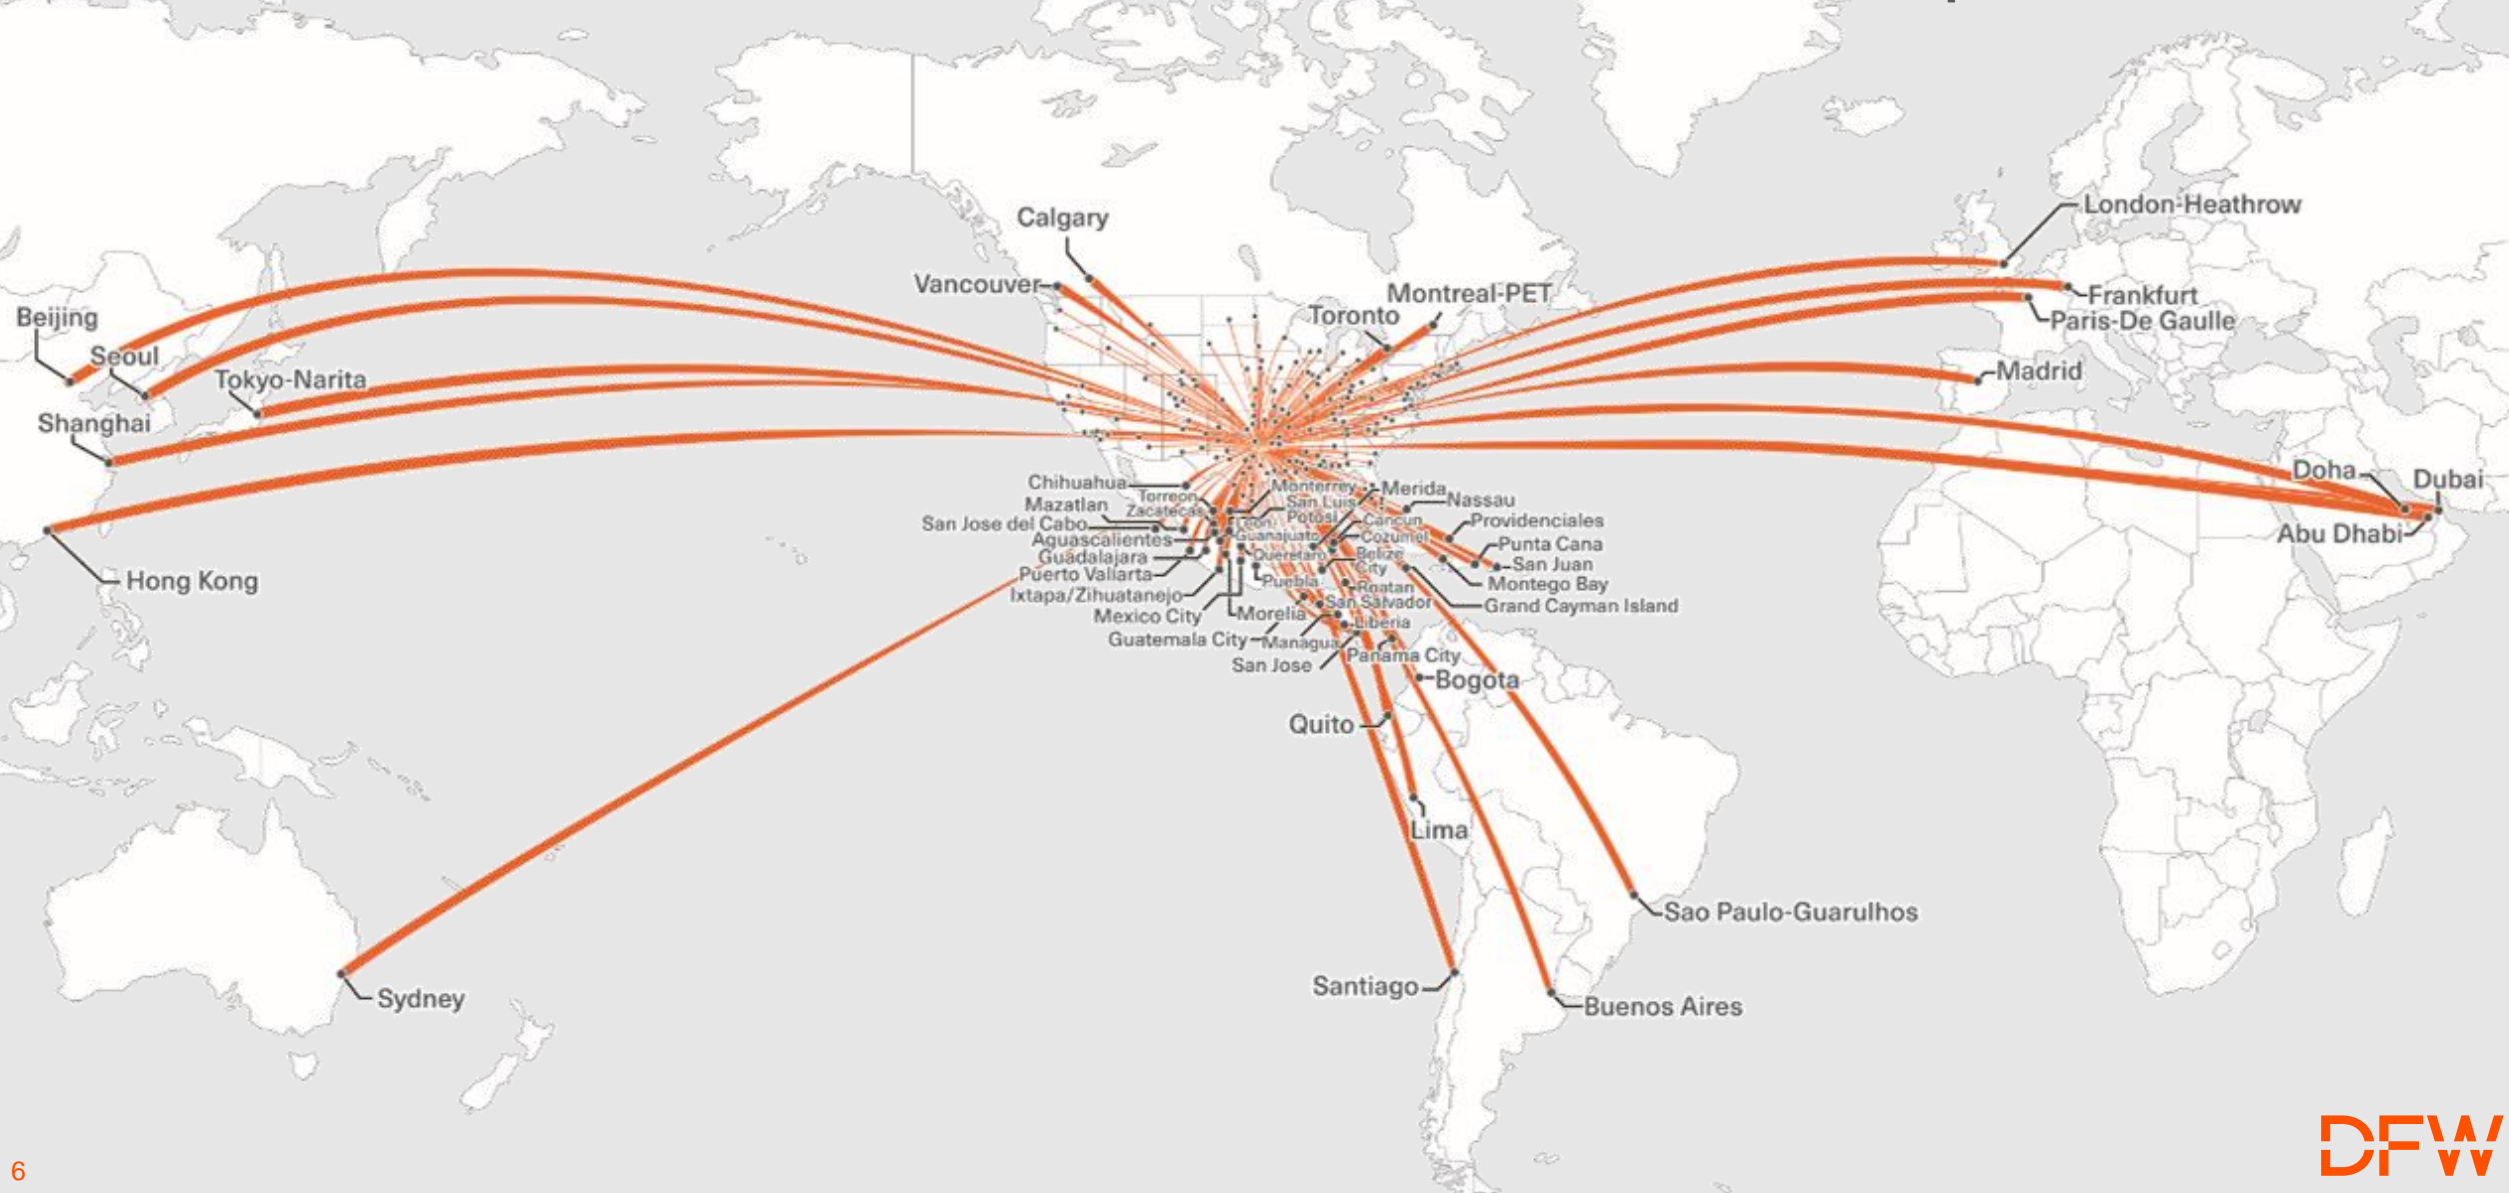 London-Heathrow
Calgary
Vancouver
Montreal-PET
Frankfurt
Beijing
Toronto
Paris-De Gaulle
Seoul
Tokyo-Narita
Madrid
Shanghai
Doha
Dubai
Chihuahua
Monterrey
Merida
Torreon
Nassau
Mazatlan
San Luis
Potosi
Zacatecas
San Jose del Cabo
Leon
Cancun
Providenciales
Abu Dhabi
Aguascalientes
Guanajuato
Cozumel
Punta Cana
Guadalajara
Queretaro
Belize
City
San Juan
Puerto Vallarta
Puebla
Montego Bay
Hong Kong
Ixtapa/Zihuatanejo
Roatan
San Salvador
Grand Cayman Island
Mexico City
Morelia
Liberia
Guatemala City
Managua
Panama City
San Jose
Bogota
Quito
Lima
Sao Paulo-Guarulhos
Santiago
Sydney
Buenos Aires
DFW
6